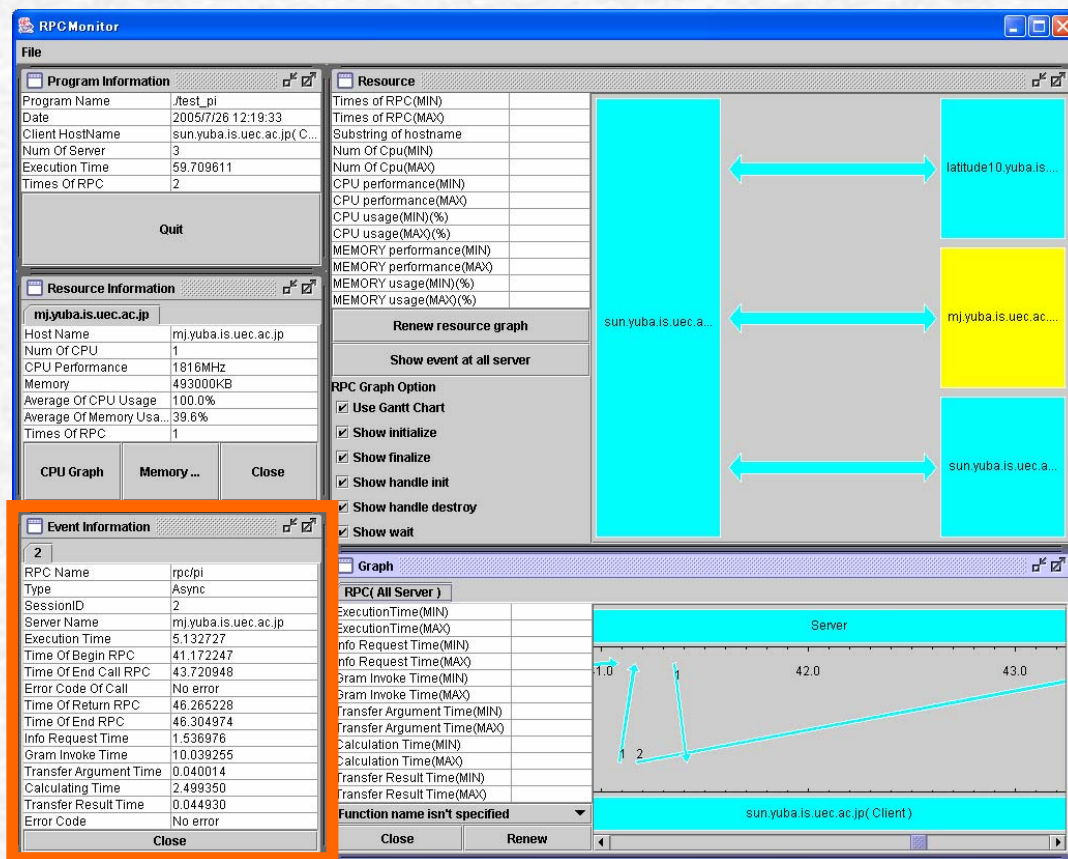 RPCMonitor
File
Program Information
Program Name ./test_pi
Date 2005/7/26 12:19:33
Client HostName sun.yuba.is.uec.ac.jp( C...
Num Of Server 3
Execution Time 59.709611
Times Of RPC 2
Quit
Resource Information
mj.yuba.is.uec.ac.jp
Host Name mj.yuba.is.uec.ac.jp
Num Of CPU 1
CPU Performance 1816MHz
Memory 493000KB
Average Of CPU Usage 100.0%
Average Of Memory Usa... 39.6%
Times Of RPC 1
CPU Graph Memory ... Close
Event Information
2
RPC Name rpc/pi
Type Async
SessionID 2
Server Name mj.yuba.is.uec.ac.jp
Execution Time 5.132727
Time Of Begin RPC 41.172247
Time Of End Call RPC 43.720948
Error Code Of Call No error
Time Of Return RPC 46.265228
Time Of End RPC 46.304974
Info Request Time 1.536976
Gram Invoke Time 10.039255
Transfer Argument Time 0.040014
Calculating Time 2.499350
Transfer Result Time 0.044930
Error Code No error
Close
Resource
Times of RPC(MIN)
Times of RPC(MAX)
Substring of hostname
Num Of Cpu(MIN)
Num Of Cpu(MAX)
CPU performance(MIN)
CPU performance(MAX)
CPU usage(MIN)(%)
CPU usage(MAX)(%)
MEMORY performance(MIN)
MEMORY performance(MAX)
MEMORY usage(MIN)(%)
MEMORY usage(MAX)(%)
Renew resource graph
Show event at all server
RPC Graph Option
Use Gantt Chart
Show initialize
Show finalize
Show handle init
Show handle destroy
Show wait
sun.yuba.is.uec.a...
latitude10.yuba.is....
mj.yuba.is.uec.ac....
sun.yuba.is.uec.a...
Graph
RPC( All Server )
ExecutionTime(MIN)
ExecutionTime(MAX)
nfo Request Time(MIN)
nfo Request Time(MAX)
Gram Invoke Time(MIN)
Gram Invoke Time(MAX)
Transfer Argument Time(MIN)
Transfer Argument Time(MAX)
Calculation Time(MIN)
Calculation Time(MAX)
Transfer Result Time(MIN)
Transfer Result Time(MAX)
Function name isn't specified
Close Renew
Server
1.0 42.0 43.0
1
1 2
sun.yuba.is.uec.ac.jp( Client )